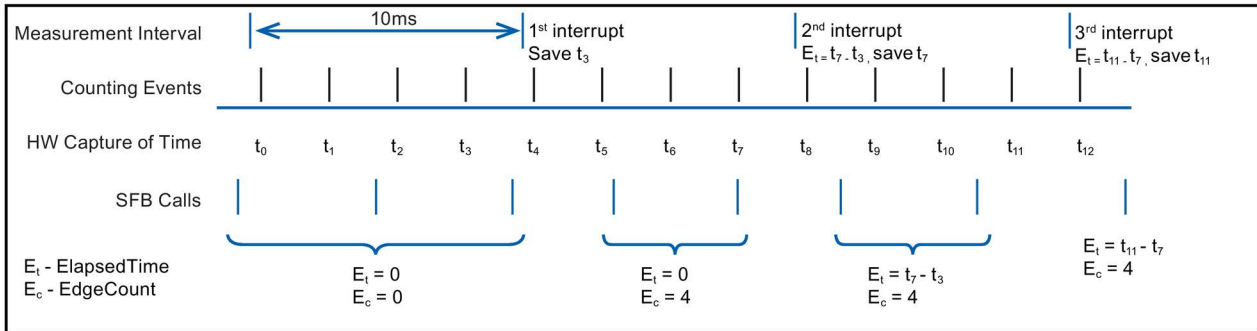 10ms
Measurement Interval
1st interrupt
Save t3
2nd interrupt
Et = t7 - t3 , save t7
3rd interrupt
Et = t11 - t7 , save t11
Counting Events
HW Capture of Time
t0 t1 t2 t3 t4 t5 t6 t7 t8 t9 t10 t11 t12
SFB Calls
Et - ElapsedTime
Ec - EdgeCount
Et = 0
Ec = 0
Et = 0
Ec = 4
Et = t7 - t3
Ec = 4
Et = t11 - t7
Ec = 4